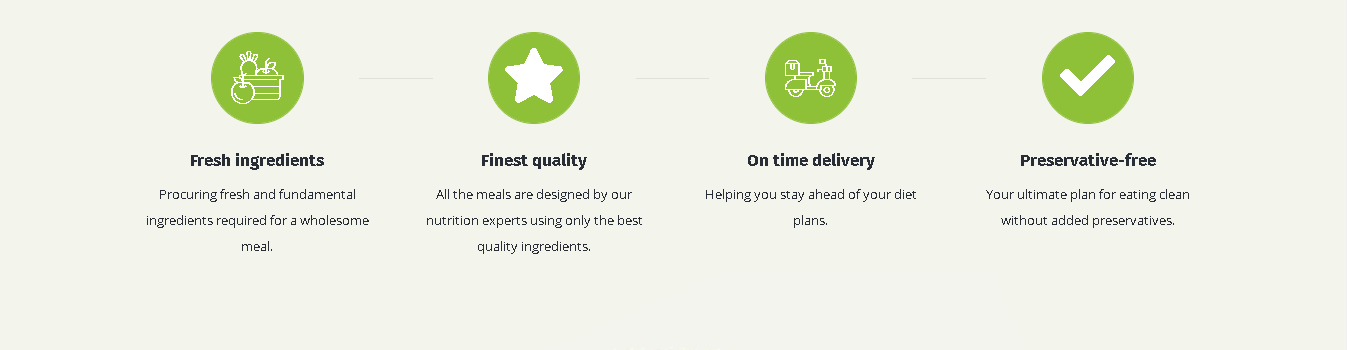 Fresh ingredients
Procuring fresh and fundamental
ingredients required for a wholesome
meal.
Finest quality
All the meals are designed by our
nutrition experts using only the best
quality ingredients.
On time delivery
Helping you stay ahead of your diet
plans.
Preservative-free
Your ultimate plan for eating clean
without added preservatives.